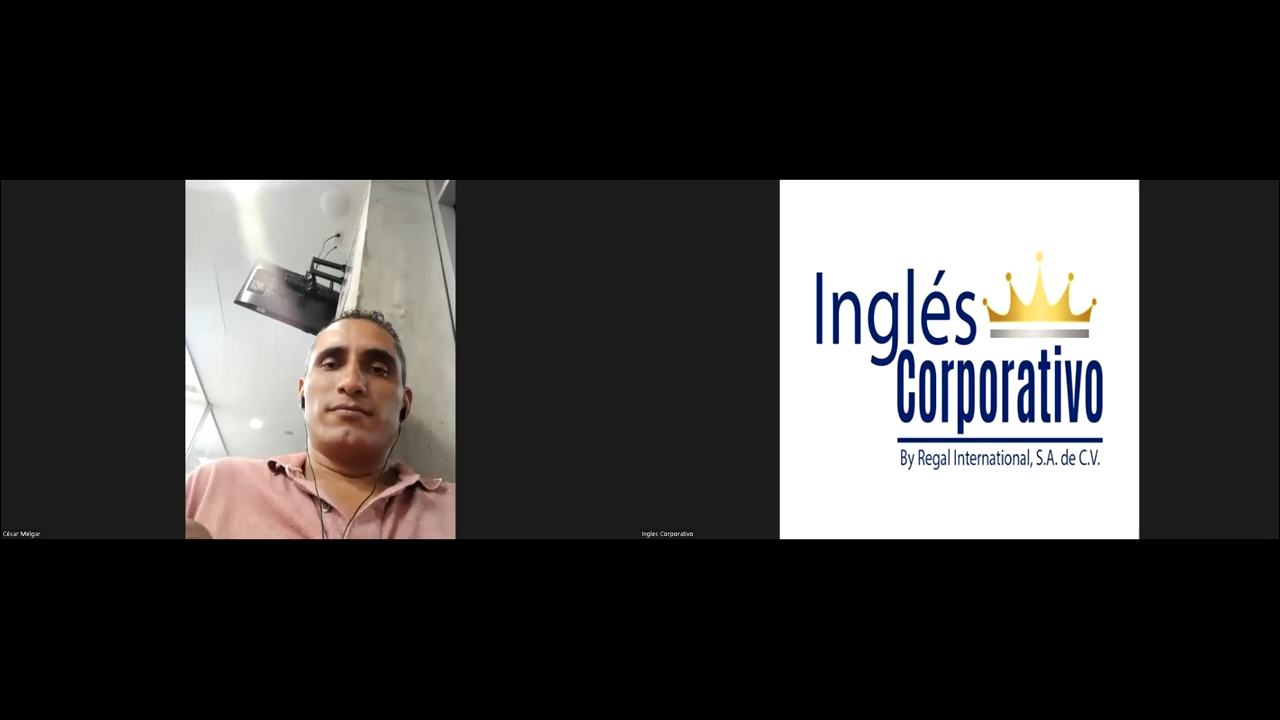 Inglés
Corporativo
By Regal International, S.A. de C.V.
César Melgar
Ingles Corporativo